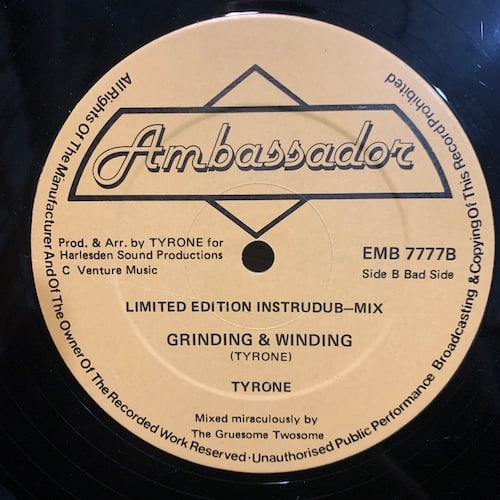 Ambassador
Prod. & Arr. by TYRONE for
Harlesden Sound Productions
C Venture Music
EMB 7777B
Side B Bad Side
LIMITED EDITION INSTRUDUB—MIX
GRINDING & WINDING
(TYRONE)
TYRONE
Mixed miraculously by
The Gruesome Twosome
All Rights Of The Manufacturer And Of The Owner Of The Recorded Work Reserved · Unauthorised Public Performance Broadcasting & Copying Of This Record Prohibited